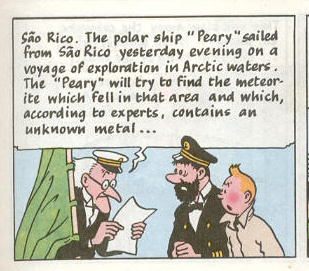 São Rico. The polar ship "Peary" sailed
from São Rico yesterday evening on a
voyage of exploration in Arctic waters.
The "Peary" will try to find the meteor-
ite which fell in that area and which,
according to experts, contains an
unknown metal...